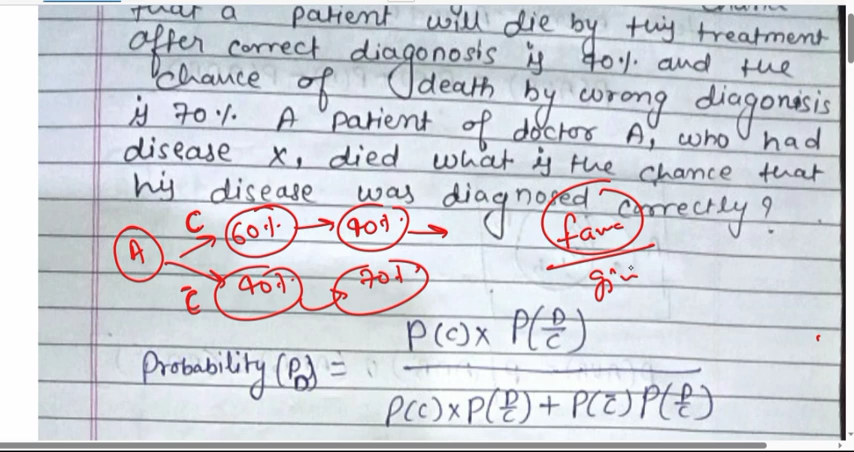 that a patient will die by this treatment
after correct diagonosis is 40% and the
chance of death by wrong diagonisis
is 70% A patient of doctor A, who had
disease X, died what is the chance that
his disease was diagnosed correctly?
C 60% 40%
A
C̅ 40% 70%
Probability (P_D) = P(C) × P(D/C)
P(C) × P(D/C) + P(C̅) P(D/C̅)